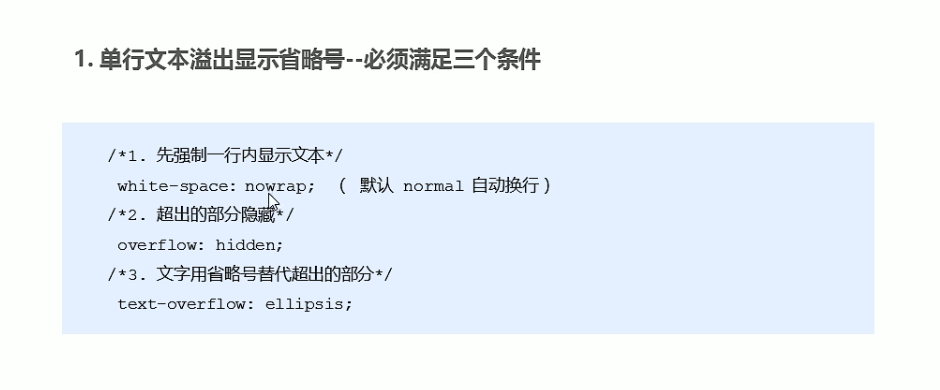 1. 单行文本溢出显示省略号--必须满足三个条件
/*1. 先强制一行内显示文本*/
white-space: nowrap; （ 默认 normal 自动换行）
/*2. 超出的部分隐藏*/
overflow: hidden;
/*3. 文字用省略号替代超出的部分*/
text-overflow: ellipsis;